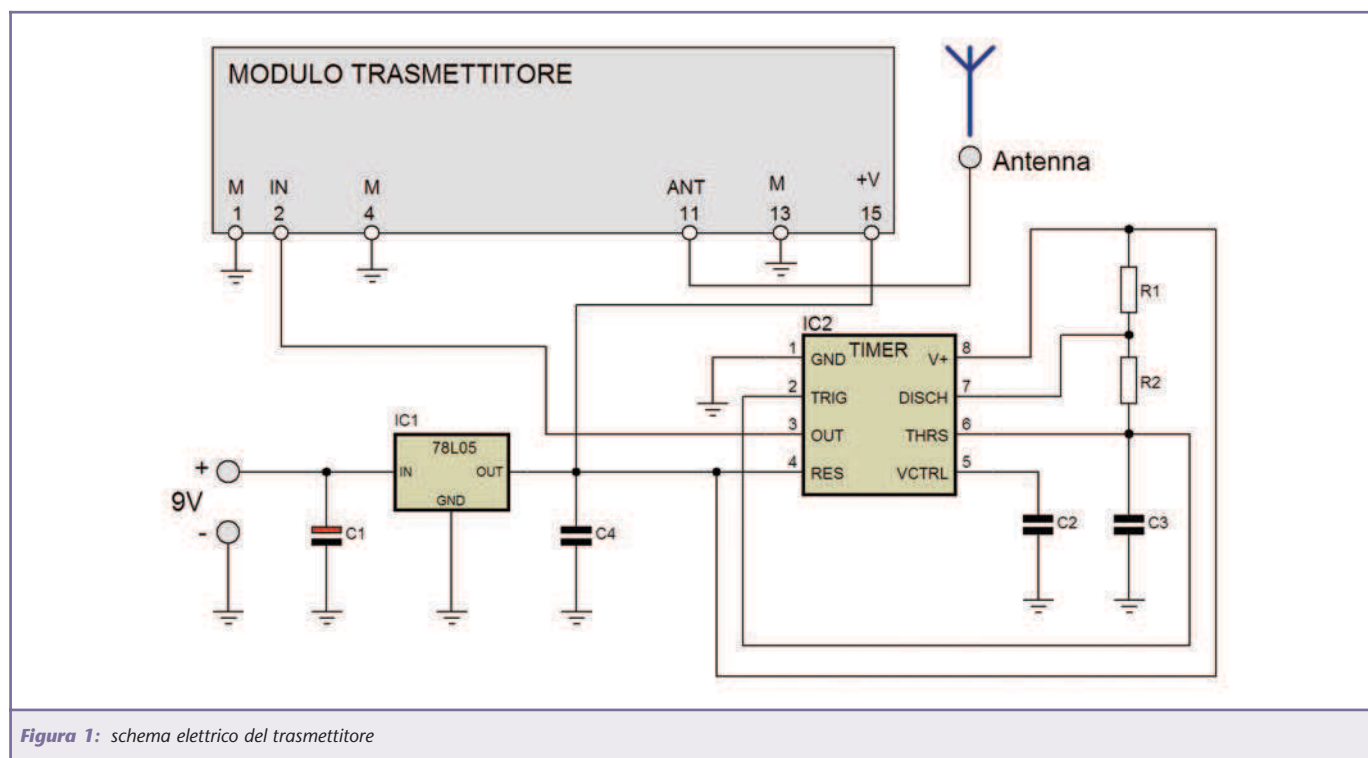 MODULO TRASMETTITORE
M IN M ANT M +V
1 2 4 11 13 15
Antenna
R1
IC2
TIMER
1 GND V+ 8
R2
2 TRIG DISCH 7
3 OUT THRS 6
4 RES VCTRL 5
IC1
78L05
IN OUT
GND
+
9V
-
C1
C4
C2
C3
Figura 1: schema elettrico del trasmettitore